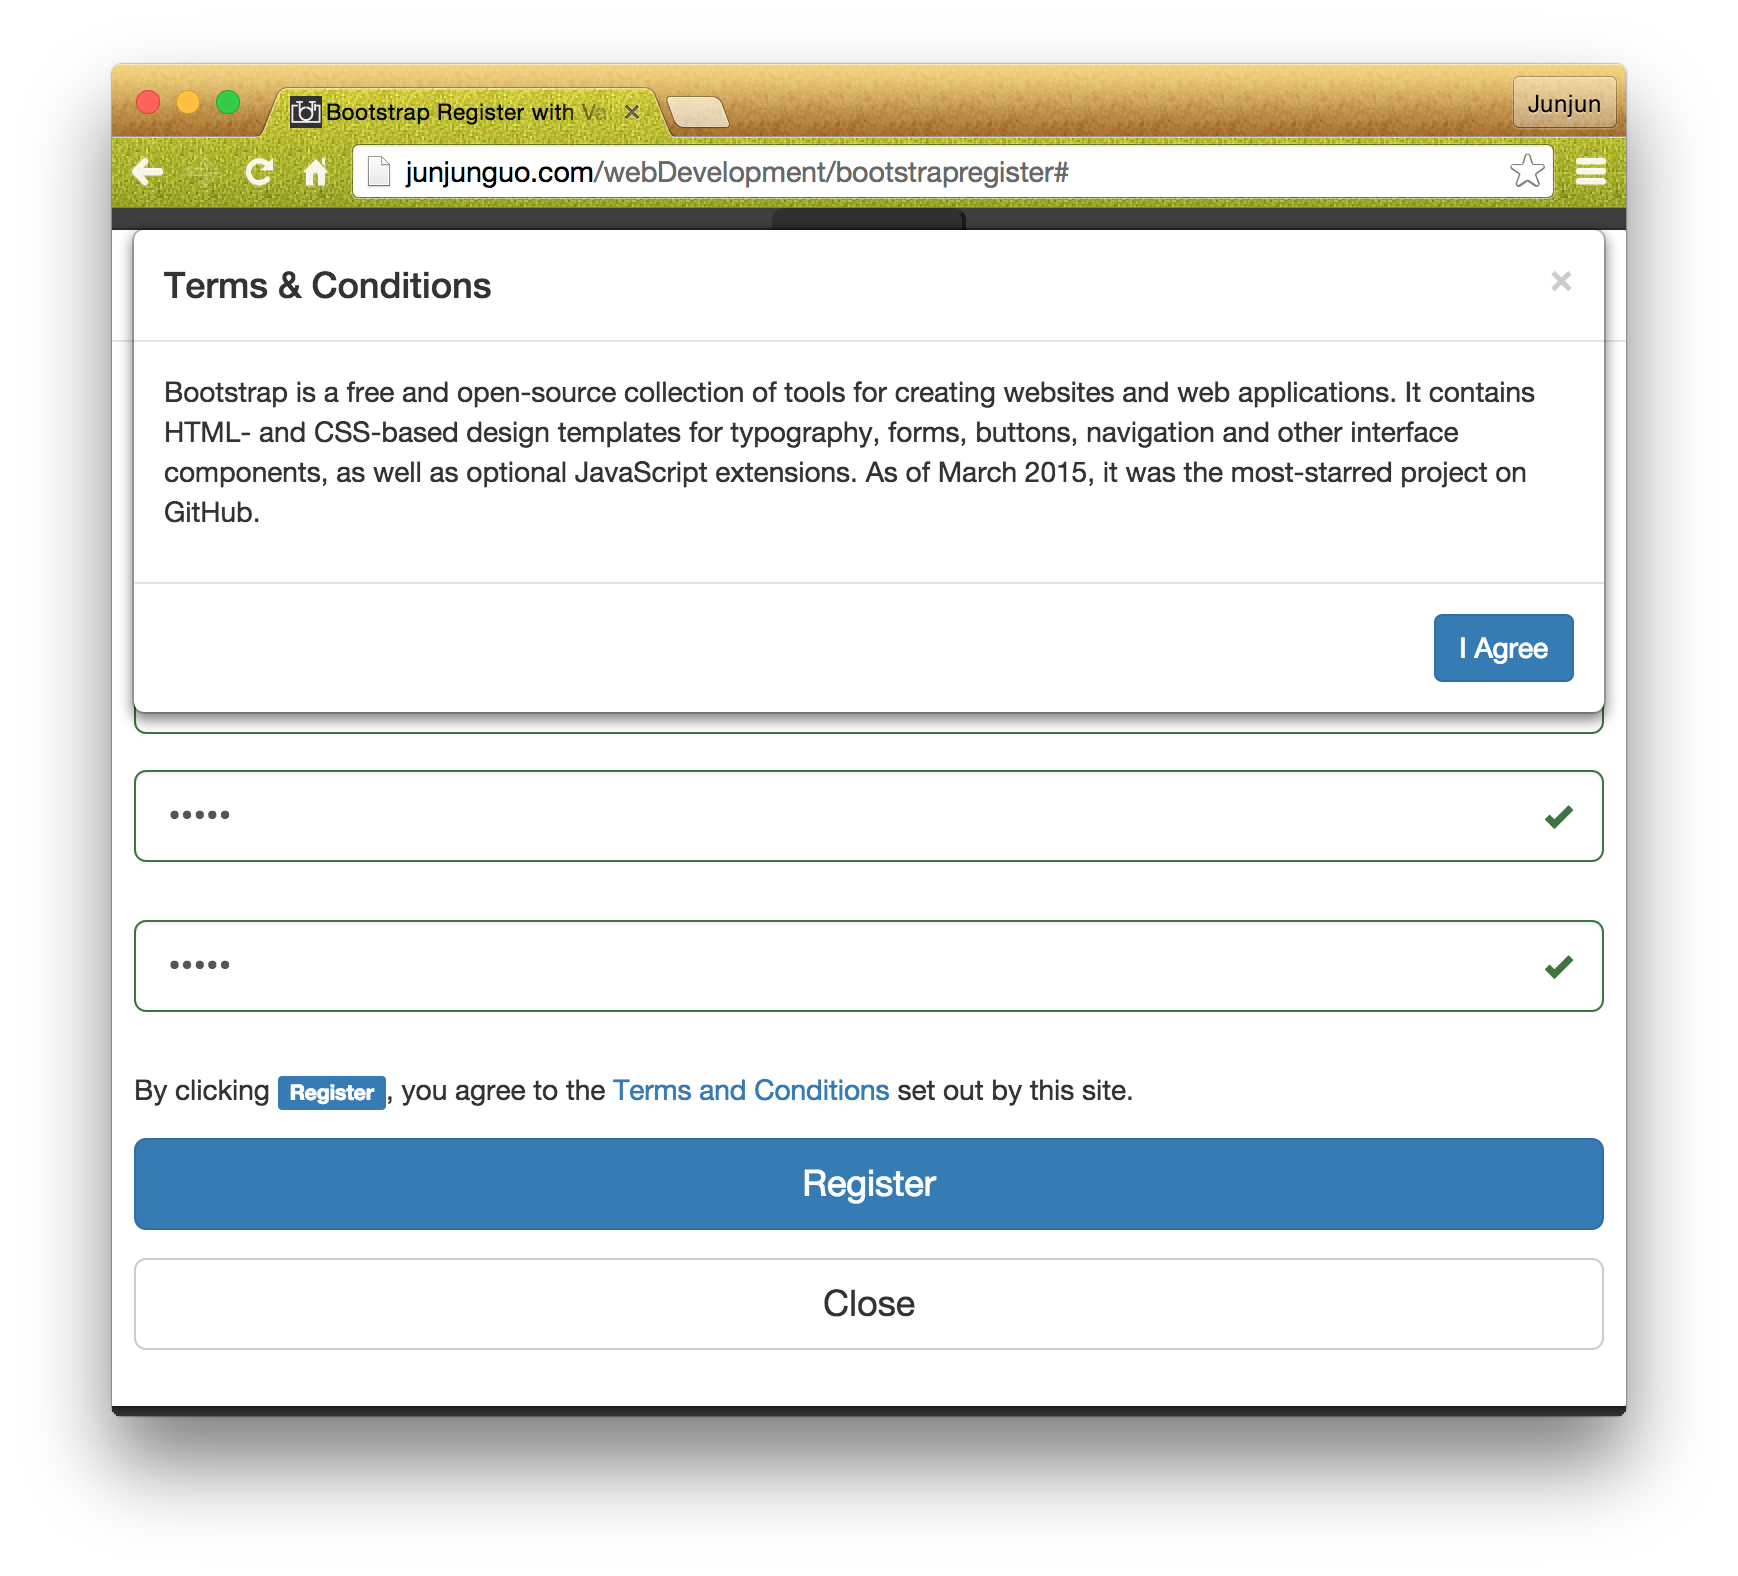 Bootstrap Register with Va
Junjun
junjunguo.com/webDevelopment/bootstrapregister#
Terms & Conditions
×
Bootstrap is a free and open-source collection of tools for creating websites and web applications. It contains
HTML- and CSS-based design templates for typography, forms, buttons, navigation and other interface
components, as well as optional JavaScript extensions. As of March 2015, it was the most-starred project on
GitHub.
I Agree
•••••
•••••
By clicking Register, you agree to the Terms and Conditions set out by this site.
Register
Close